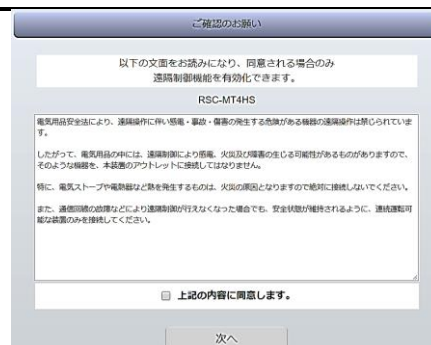 ご確認のお願い
以下の文面をお読みになり、同意される場合のみ
遠隔制御機能を有効化できます。
RSC-MT4HS
電気用品安全法により、遠隔操作に伴い感電・事故・傷害の発生する危険がある機器の遠隔操作は禁じられていま
す。
したがって、電気用品の中には、遠隔制御により感電、火災及び障害の生じる可能性があるものがありますので、
そのような機器を、本装置のアウトレットに接続してはなりません。
特に、電気ストーブや電熱器など熱を発生するものは、火災の原因となりますので絶対に接続しないでください。
また、通信回線の故障などにより遠隔制御が行えなくなった場合でも、安全状態が維持されるように、連続運転可
能な装置のみを接続してください。
上記の内容に同意します。
次へ